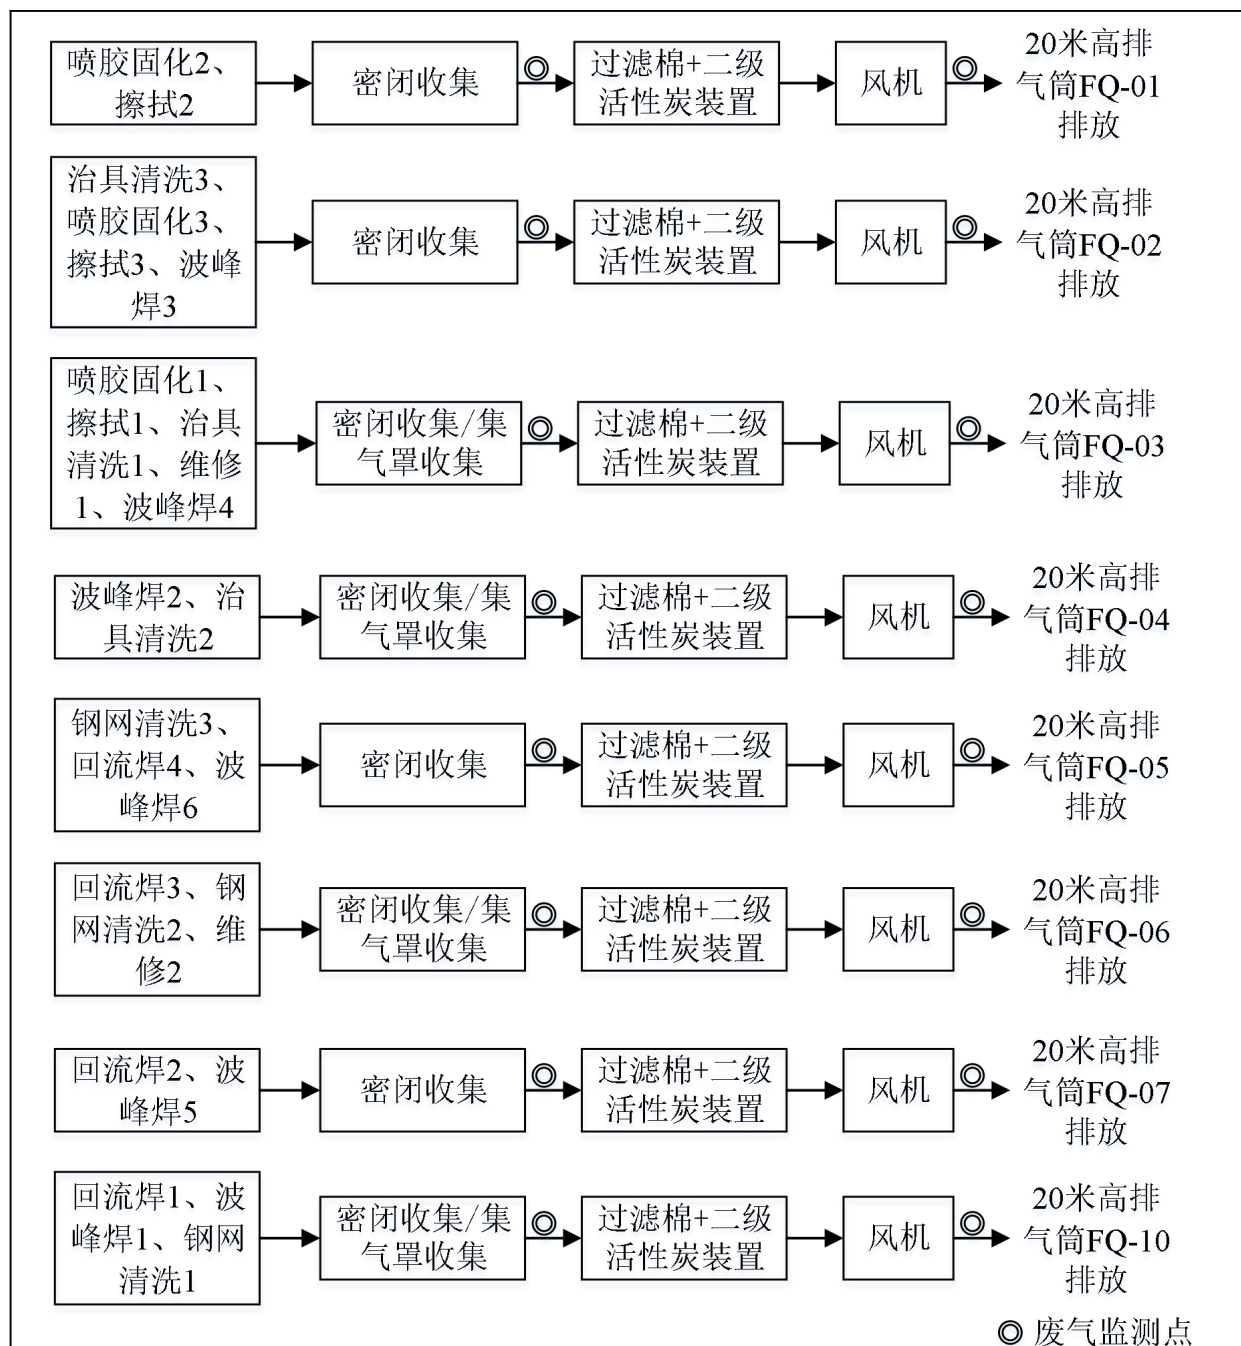 喷胶固化2、
擦拭2
密闭收集
过滤棉+二级
活性炭装置
风机
20米高排
气筒FQ-01
排放
治具清洗3、
喷胶固化3、
擦拭3、波峰
焊3
密闭收集
过滤棉+二级
活性炭装置
风机
20米高排
气筒FQ-02
排放
喷胶固化1、
擦拭1、治具
清洗1、维修
1、波峰焊4
密闭收集/集
气罩收集
过滤棉+二级
活性炭装置
风机
20米高排
气筒FQ-03
排放
波峰焊2、治
具清洗2
密闭收集/集
气罩收集
过滤棉+二级
活性炭装置
风机
20米高排
气筒FQ-04
排放
钢网清洗3、
回流焊4、波
峰焊6
密闭收集
过滤棉+二级
活性炭装置
风机
20米高排
气筒FQ-05
排放
回流焊3、钢
网清洗2、维
修2
密闭收集/集
气罩收集
过滤棉+二级
活性炭装置
风机
20米高排
气筒FQ-06
排放
回流焊2、波
峰焊5
密闭收集
过滤棉+二级
活性炭装置
风机
20米高排
气筒FQ-07
排放
回流焊1、波
峰焊1、钢网
清洗1
密闭收集/集
气罩收集
过滤棉+二级
活性炭装置
风机
20米高排
气筒FQ-10
排放
◎ 废气监测点